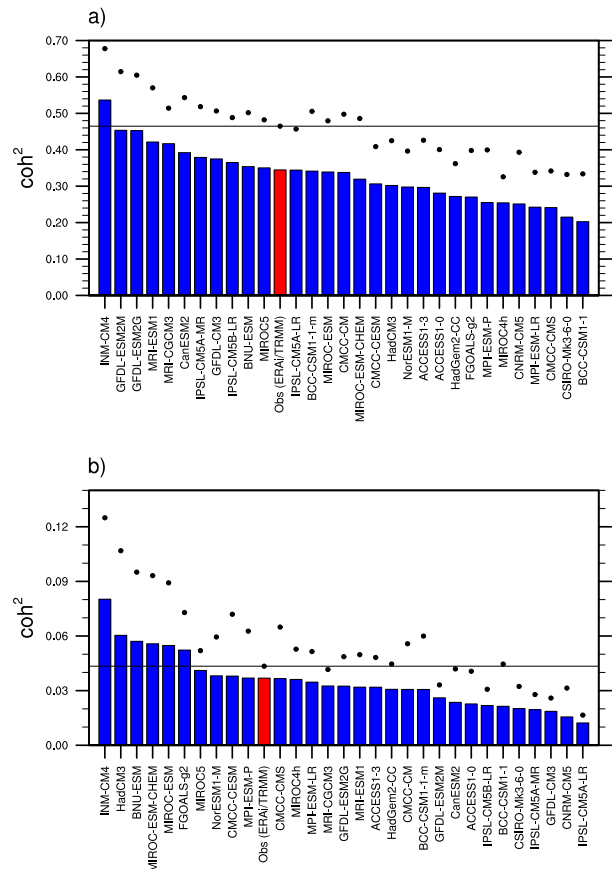 a)
0.70
0.60
0.50
0.40
0.30
0.20
0.10
0.00
coh²
INM-CM4
GFDL-ESM2M
GFDL-ESM2G
MRI-ESM1
MRI-CGCM3
CanESM2
IPSL-CM5A-MR
GFDL-CM3
IPSL-CM5B-LR
BNU-ESM
MIROC5
Obs (ERAi/TRMM)
IPSL-CM5A-LR
BCC-CSM1-1-m
MIROC-ESM
CMCC-CM
MIROC-ESM-CHEM
CMCC-CESM
HadCM3
NorESM1-M
ACCESS1-3
ACCESS1-0
HadGem2-CC
FGOALS-g2
MPI-ESM-P
MIROC4h
CNRM-CM5
MPI-ESM-LR
CMCC-CMS
CSIRO-Mk3-6-0
BCC-CSM1-1
b)
0.12
0.09
0.06
0.03
0.00
coh²
INM-CM4
HadCM3
BNU-ESM
MIROC-ESM-CHEM
MIROC-ESM
FGOALS-g2
MIROC5
NorESM1-M
CMCC-CESM
MPI-ESM-P
Obs (ERAi/TRMM)
CMCC-CMS
MIROC4h
MPI-ESM-LR
MRI-CGCM3
GFDL-ESM2G
MRI-ESM1
ACCESS1-3
HadGem2-CC
CMCC-CM
BCC-CSM1-1-m
GFDL-ESM2M
CanESM2
ACCESS1-0
IPSL-CM5B-LR
BCC-CSM1-1
CSIRO-Mk3-6-0
IPSL-CM5A-MR
GFDL-CM3
CNRM-CM5
IPSL-CM5A-LR